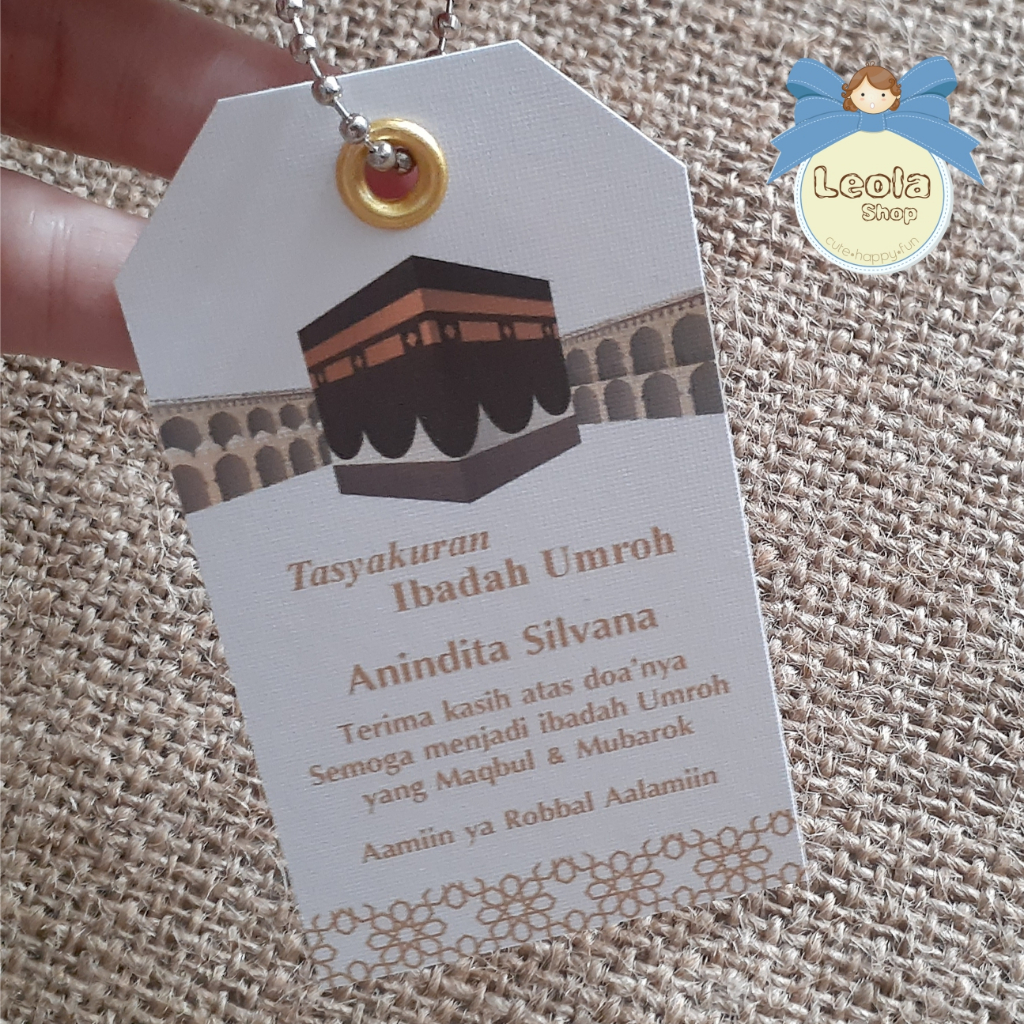 Leola
Shop
cute•happy•fun
Tasyakuran
Ibadah Umroh
Anindita Silvana
Terima kasih atas doa'nya
Semoga menjadi ibadah Umroh
yang Maqbul & Mubarok
Aamiin ya Robbal Aalamiin